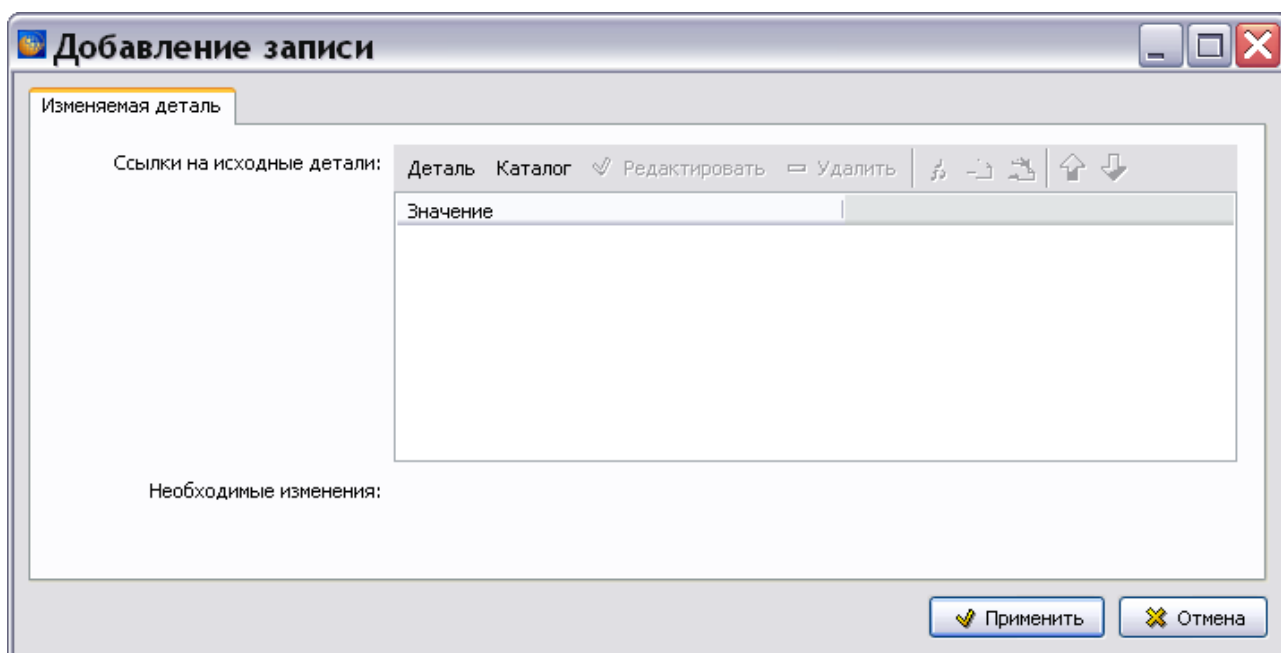 Добавление записи
Изменяемая деталь
Ссылки на исходные детали: Деталь Каталог Редактировать Удалить
Значение
Необходимые изменения:
Применить Отмена